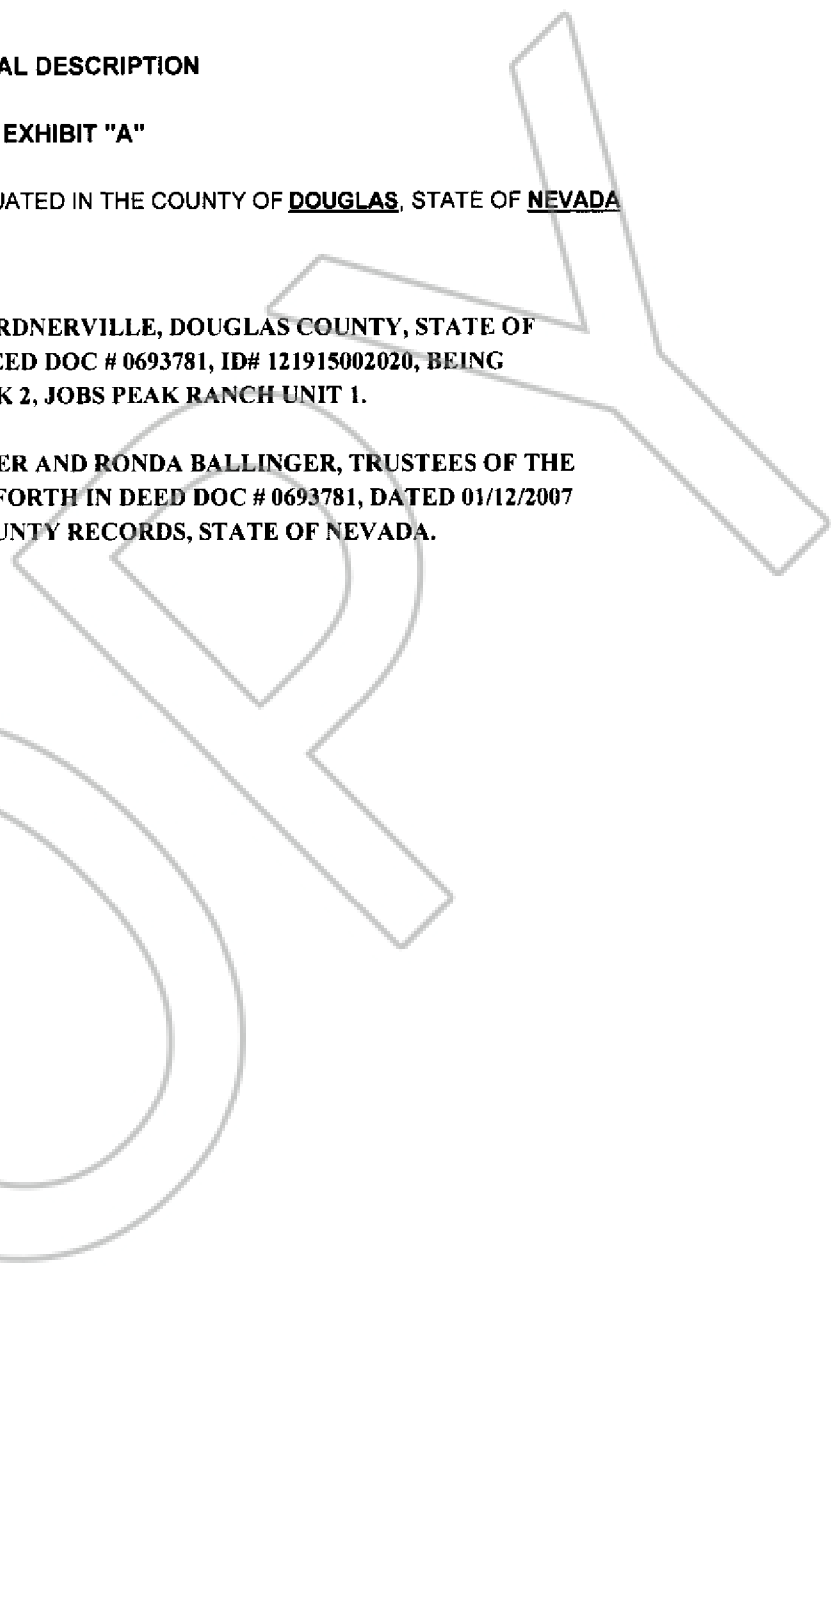 AL DESCRIPTION
EXHIBIT "A"
UATED IN THE COUNTY OF DOUGLAS, STATE OF NEVADA
RDNERVILLE, DOUGLAS COUNTY, STATE OF
EED DOC # 0693781, ID# 121915002020, BEING
K 2, JOBS PEAK RANCH UNIT 1.
ER AND RONDA BALLINGER, TRUSTEES OF THE
FORTH IN DEED DOC # 0693781, DATED 01/12/2007
UNTY RECORDS, STATE OF NEVADA.
OPY